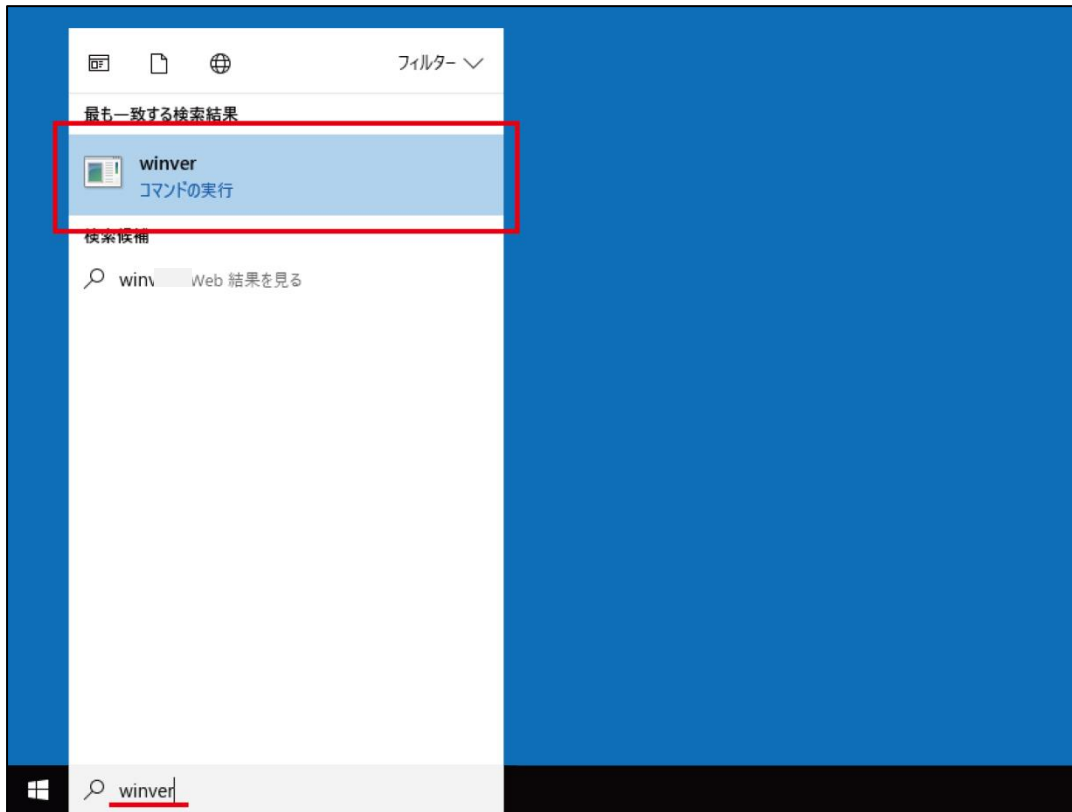 フィルター
最も一致する検索結果
winver
コマンドの実行
検索候補
Web 結果を見る
winver